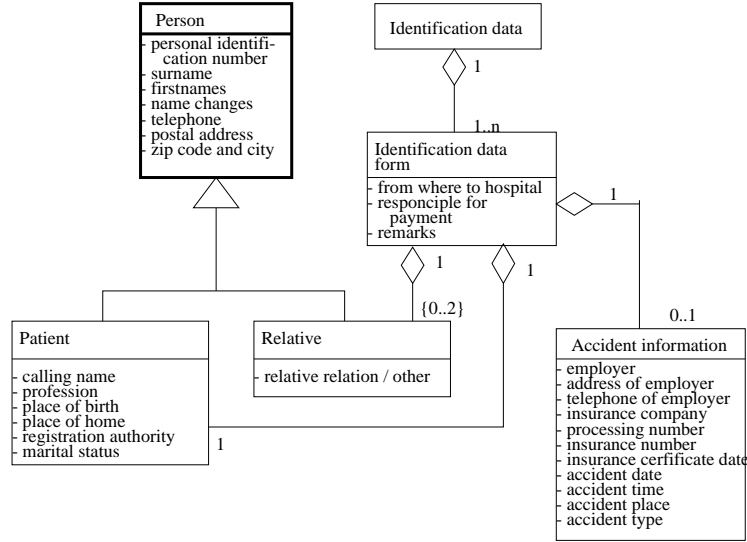 Person
- personal identifi-
cation number
- surname
- firstnames
- name changes
- telephone
- postal address
- zip code and city
Identification data
1
1..n
Identification data
form
- from where to hospital
- responciple for
payment
- remarks
1
1
1
{0..2}
0..1
Patient
- calling name
- profession
- place of birth
- place of home
- registration authority
- marital status
1
Relative
- relative relation / other
Accident information
- employer
- address of employer
- telephone of employer
- insurance company
- processing number
- insurance number
- insurance cerfificate date
- accident date
- accident time
- accident place
- accident type